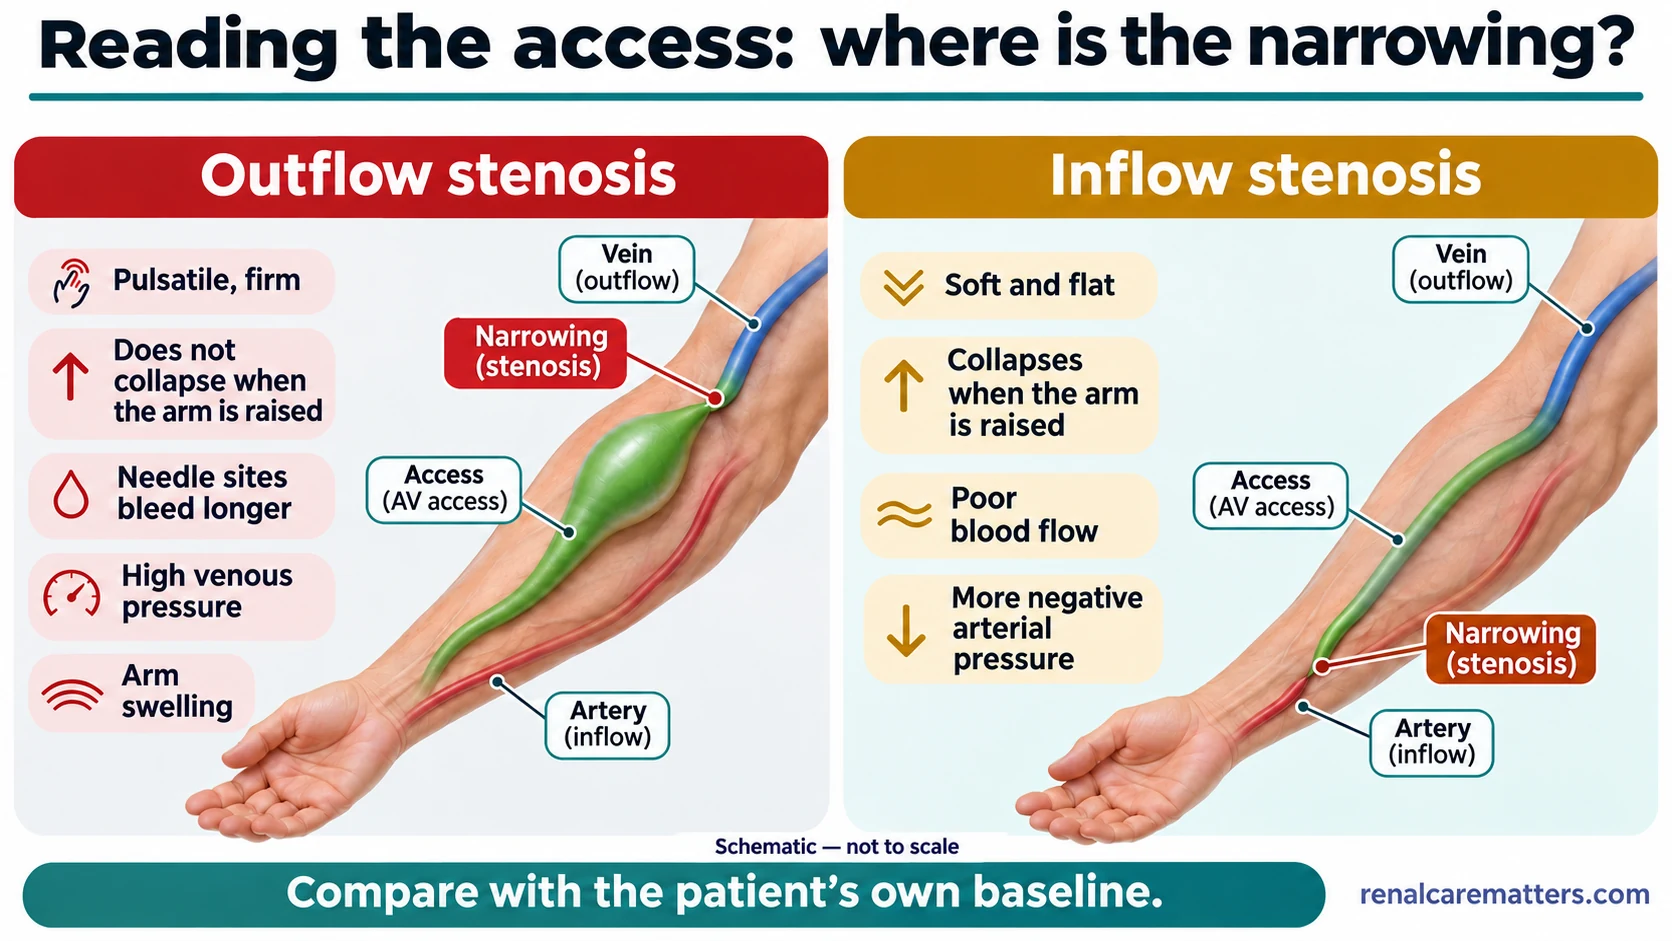 Reading the access: where is the narrowing?
Outflow stenosis
Pulsatile, firm
Does not
collapse when
the arm is raised
Needle sites
bleed longer
High venous
pressure
Arm
swelling
Vein
(outflow)
Narrowing
(stenosis)
Access
(AV access)
Artery
(inflow)
Inflow stenosis
Soft and flat
Collapses
when the arm
is raised
Poor
blood flow
More negative
arterial
pressure
Vein
(outflow)
Access
(AV access)
Narrowing
(stenosis)
Artery
(inflow)
Schematic — not to scale
Compare with the patient’s own baseline.
renalcarematters.com